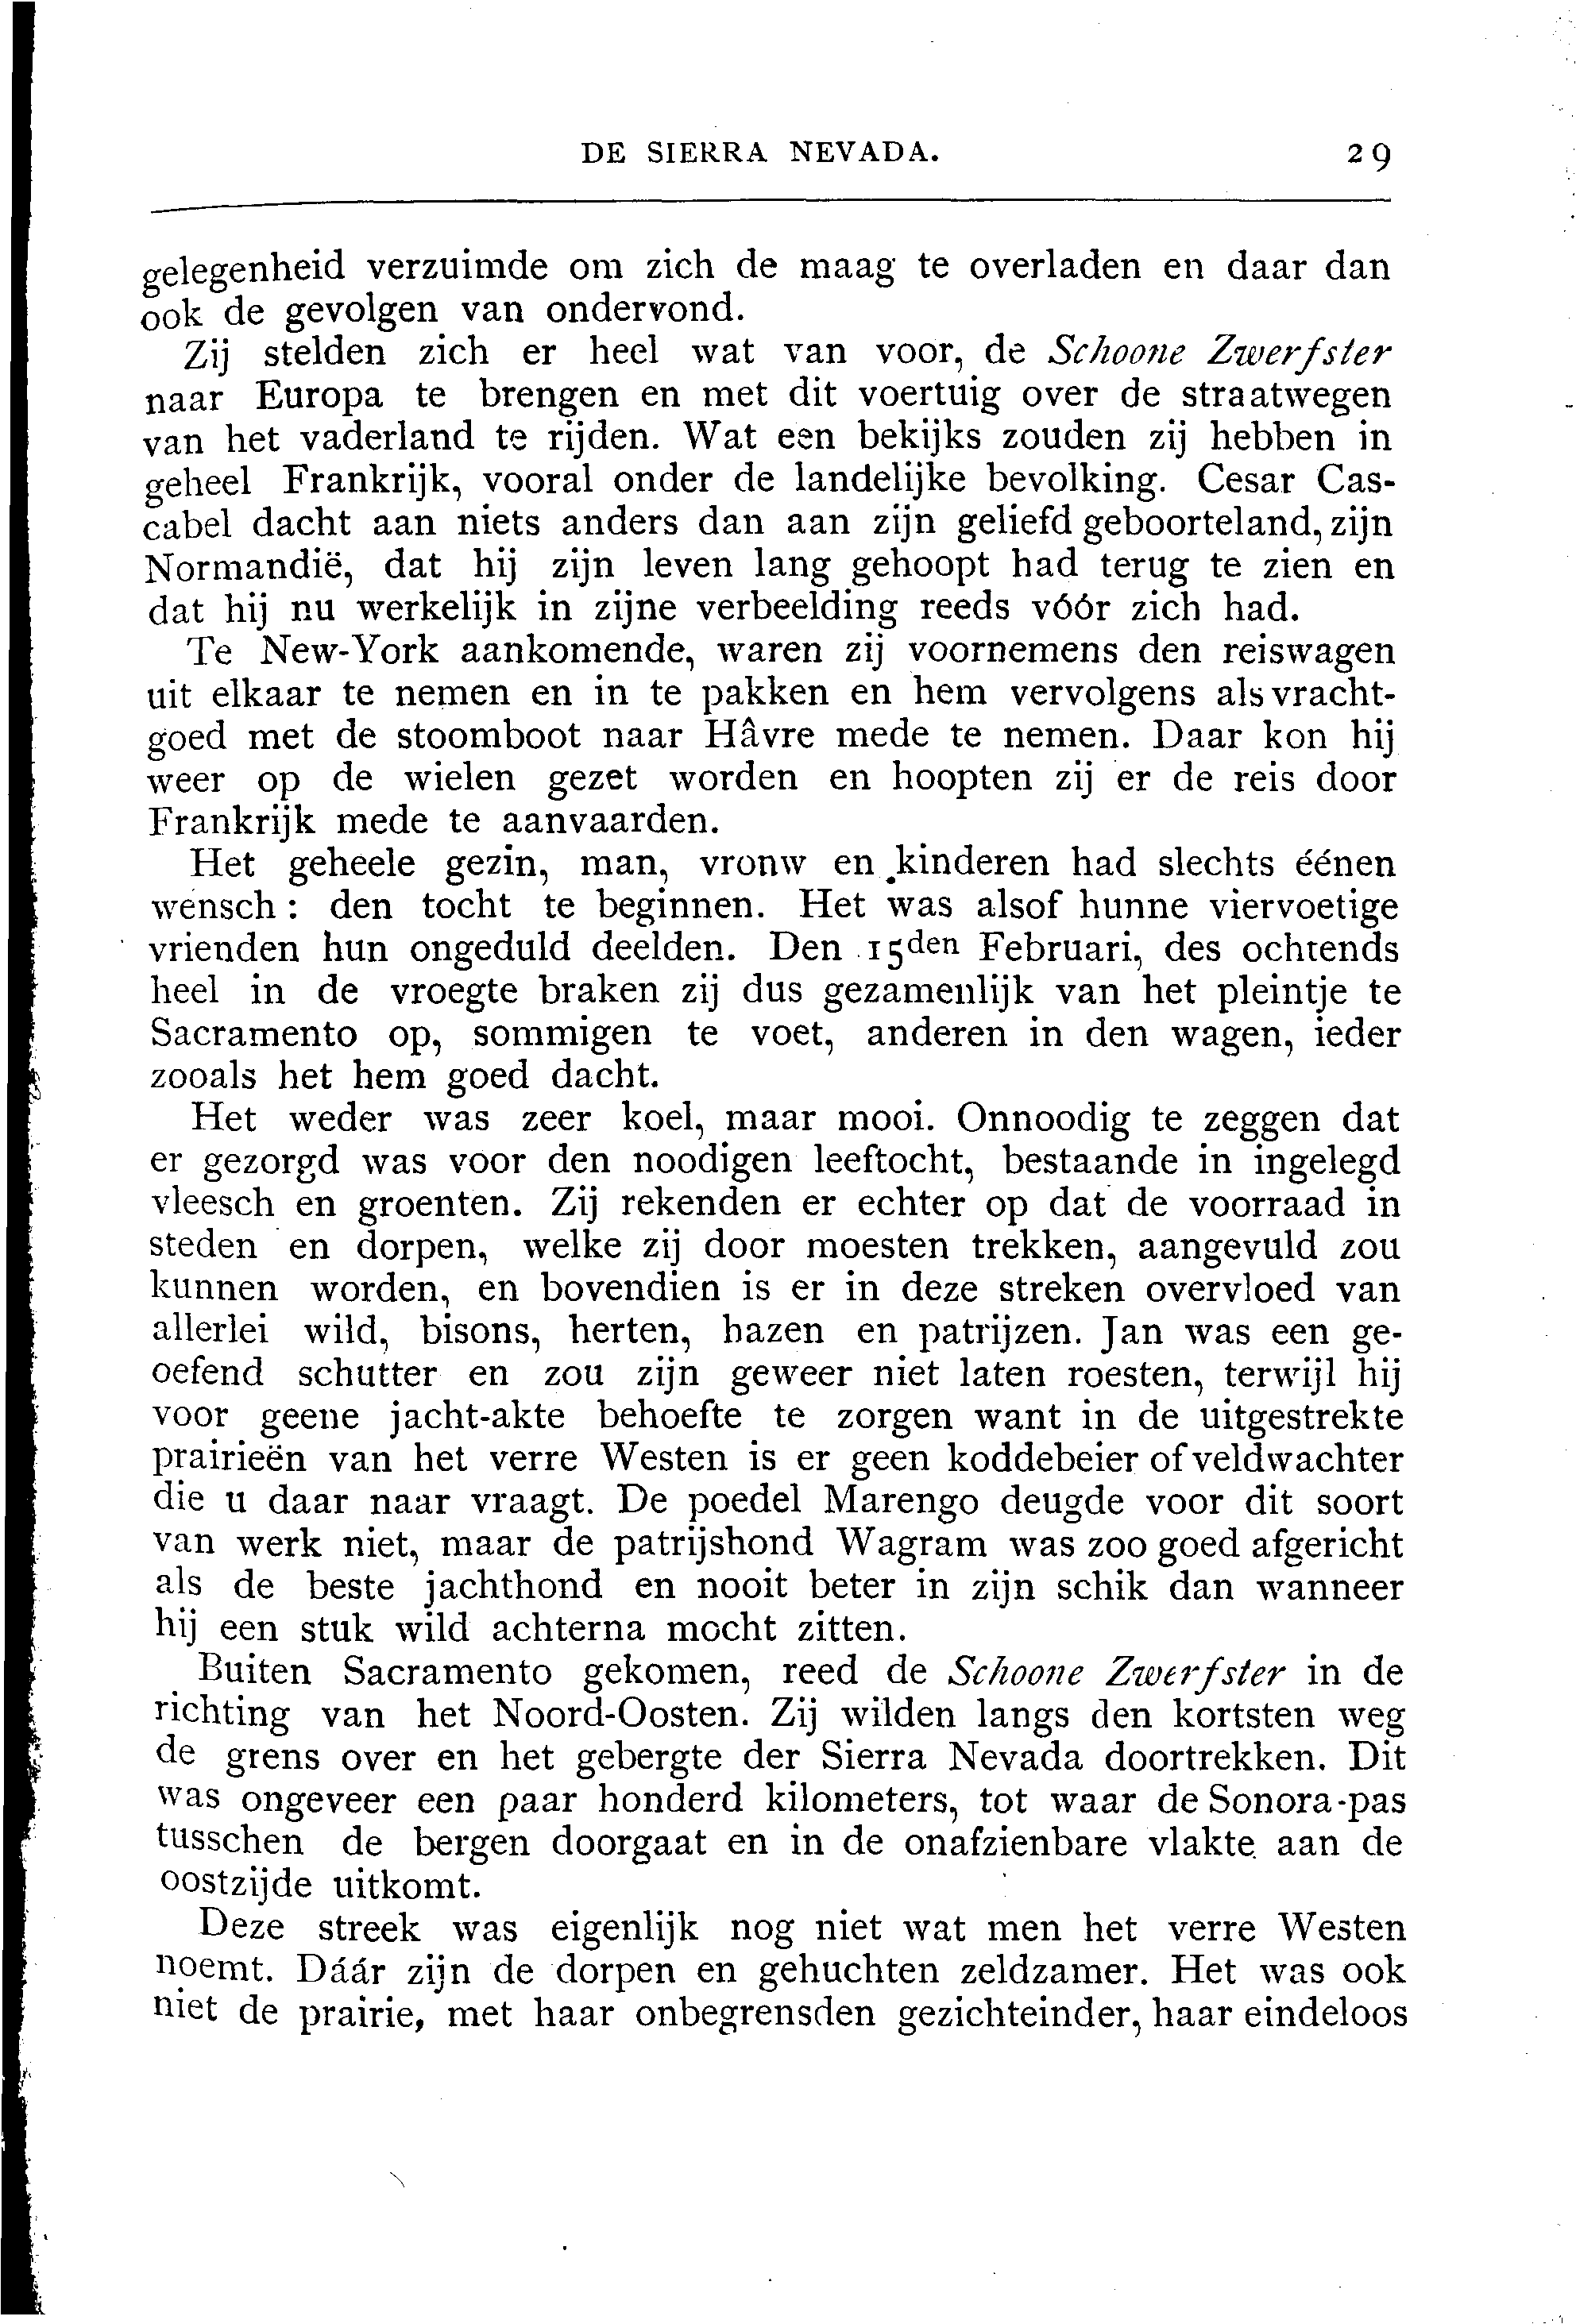 DE SIERRA NEVADA. 29
gelegenheid verzuimde om zich de maag te overladen en daar dan
ook de gevolgen van ondervond.
Zij stelden zich er heel wat van voor, de Schoone Zwerfster
naar Europa te brengen en met dit voertuig over de straatwegen
van het vaderland te rijden. Wat een bekijks zouden zij hebben in
geheel Frankrijk, vooral onder de landelijke bevolking. Cesar Cas-
cabel dacht aan niets anders dan aan zijn geliefd geboorteland, zijn
Normandië, dat hij zijn leven lang gehoopt had terug te zien en
dat hij nu werkelijk in zijne verbeelding reeds vóór zich had.
Te New-York aankomende, waren zij voornemens den reiswagen
uit elkaar te nemen en in te pakken en hem vervolgens als vracht-
goed met de stoomboot naar Hâvre mede te nemen. Daar kon hij
weer op de wielen gezet worden en hoopten zij er de reis door
Frankrijk mede te aanvaarden.
Het geheele gezin, man, vronw en kinderen had slechts éénen
wensch: den tocht te beginnen. Het was alsof hunne viervoetige
vrienden hun ongeduld deelden. Den 15den Februari, des ochtends
heel in de vroegte braken zij dus gezamenlijk van het pleintje te
Sacramento op, sommigen te voet, anderen in den wagen, ieder
zooals het hem goed dacht.
Het weder was zeer koel, maar mooi. Onnoodig te zeggen dat
er gezorgd was voor den noodigen leeftocht, bestaande in ingelegd
vleesch en groenten. Zij rekenden er echter op dat de voorraad in
steden en dorpen, welke zij door moesten trekken, aangevuld zou
kunnen worden, en bovendien is er in deze streken overvloed van
allerlei wild, bisons, herten, hazen en patrijzen. Jan was een ge-
oefend schutter en zou zijn geweer niet laten roesten, terwijl hij
voor geene jacht-akte behoefte te zorgen want in de uitgestrekte
prairieën van het verre Westen is er geen koddebeier of veldwachter
die u daar naar vraagt. De poedel Marengo deugde voor dit soort
van werk niet, maar de patrijshond Wagram was zoo goed afgericht
als de beste jachthond en nooit beter in zijn schik dan wanneer
hij een stuk wild achterna mocht zitten.
Buiten Sacramento gekomen, reed de Schoone Zwerfster in de
richting van het Noord-Oosten. Zij wilden langs den kortsten weg
de grens over en het gebergte der Sierra Nevada doortrekken. Dit
was ongeveer een paar honderd kilometers, tot waar de Sonora-pas
tusschen de bergen doorgaat en in de onafzienbare vlakte aan de
oostzijde uitkomt.
Deze streek was eigenlijk nog niet wat men het verre Westen
noemt. Dáár zijn de dorpen en gehuchten zeldzamer. Het was ook
niet de prairie, met haar onbegrensden gezichteinder, haar eindeloos